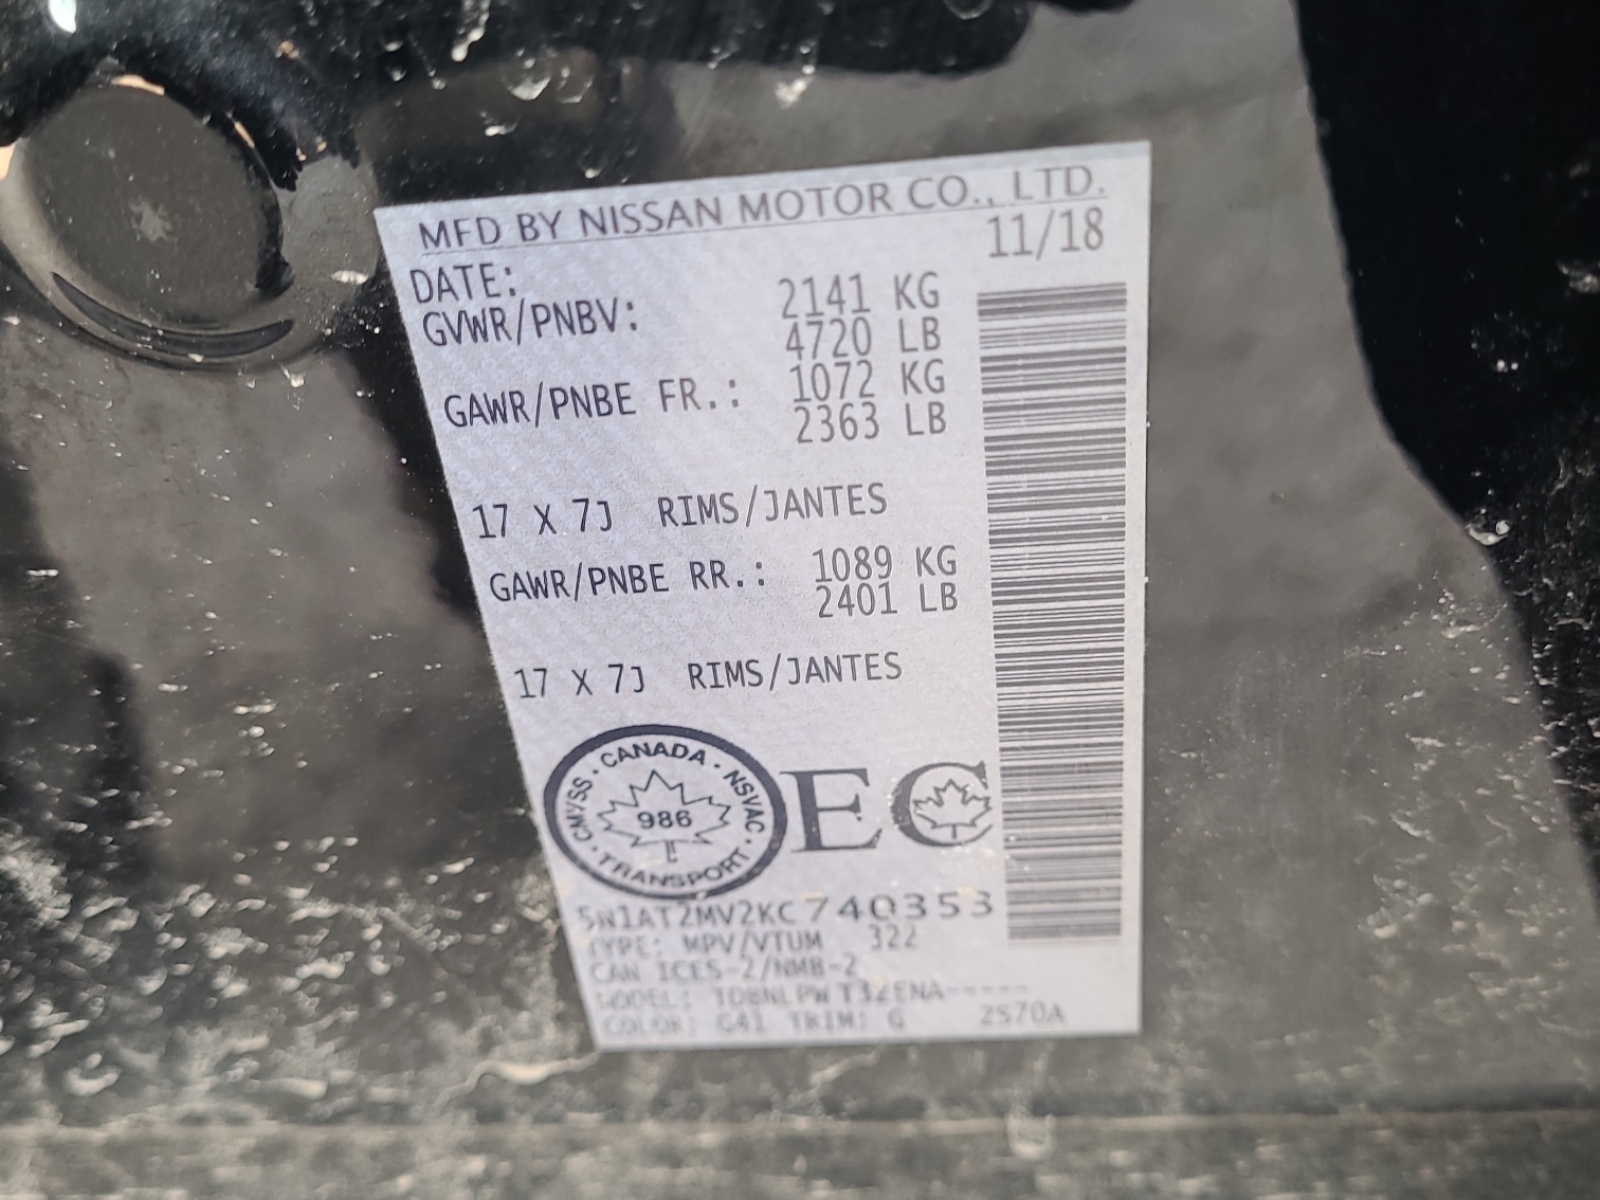 MFD BY NISSAN MOTOR CO., LTD.
DATE: 11/18
GVWR/PNBV: 2141 KG
4720 LB
GAWR/PNBE FR.: 1072 KG
2363 LB
17 X 7J RIMS/JANTES
GAWR/PNBE RR.: 1089 KG
2401 LB
17 X 7J RIMS/JANTES
CANADA · NSVAC · TRANSPORT · CMVSS
986
EC
5N1AT2MV2KC740353
TYPE: MPV/VTUM 322
CAN ICES-2/NMB-2
MODEL: T32ENA-----
COLOR: G41 TRIM: G 2S70A